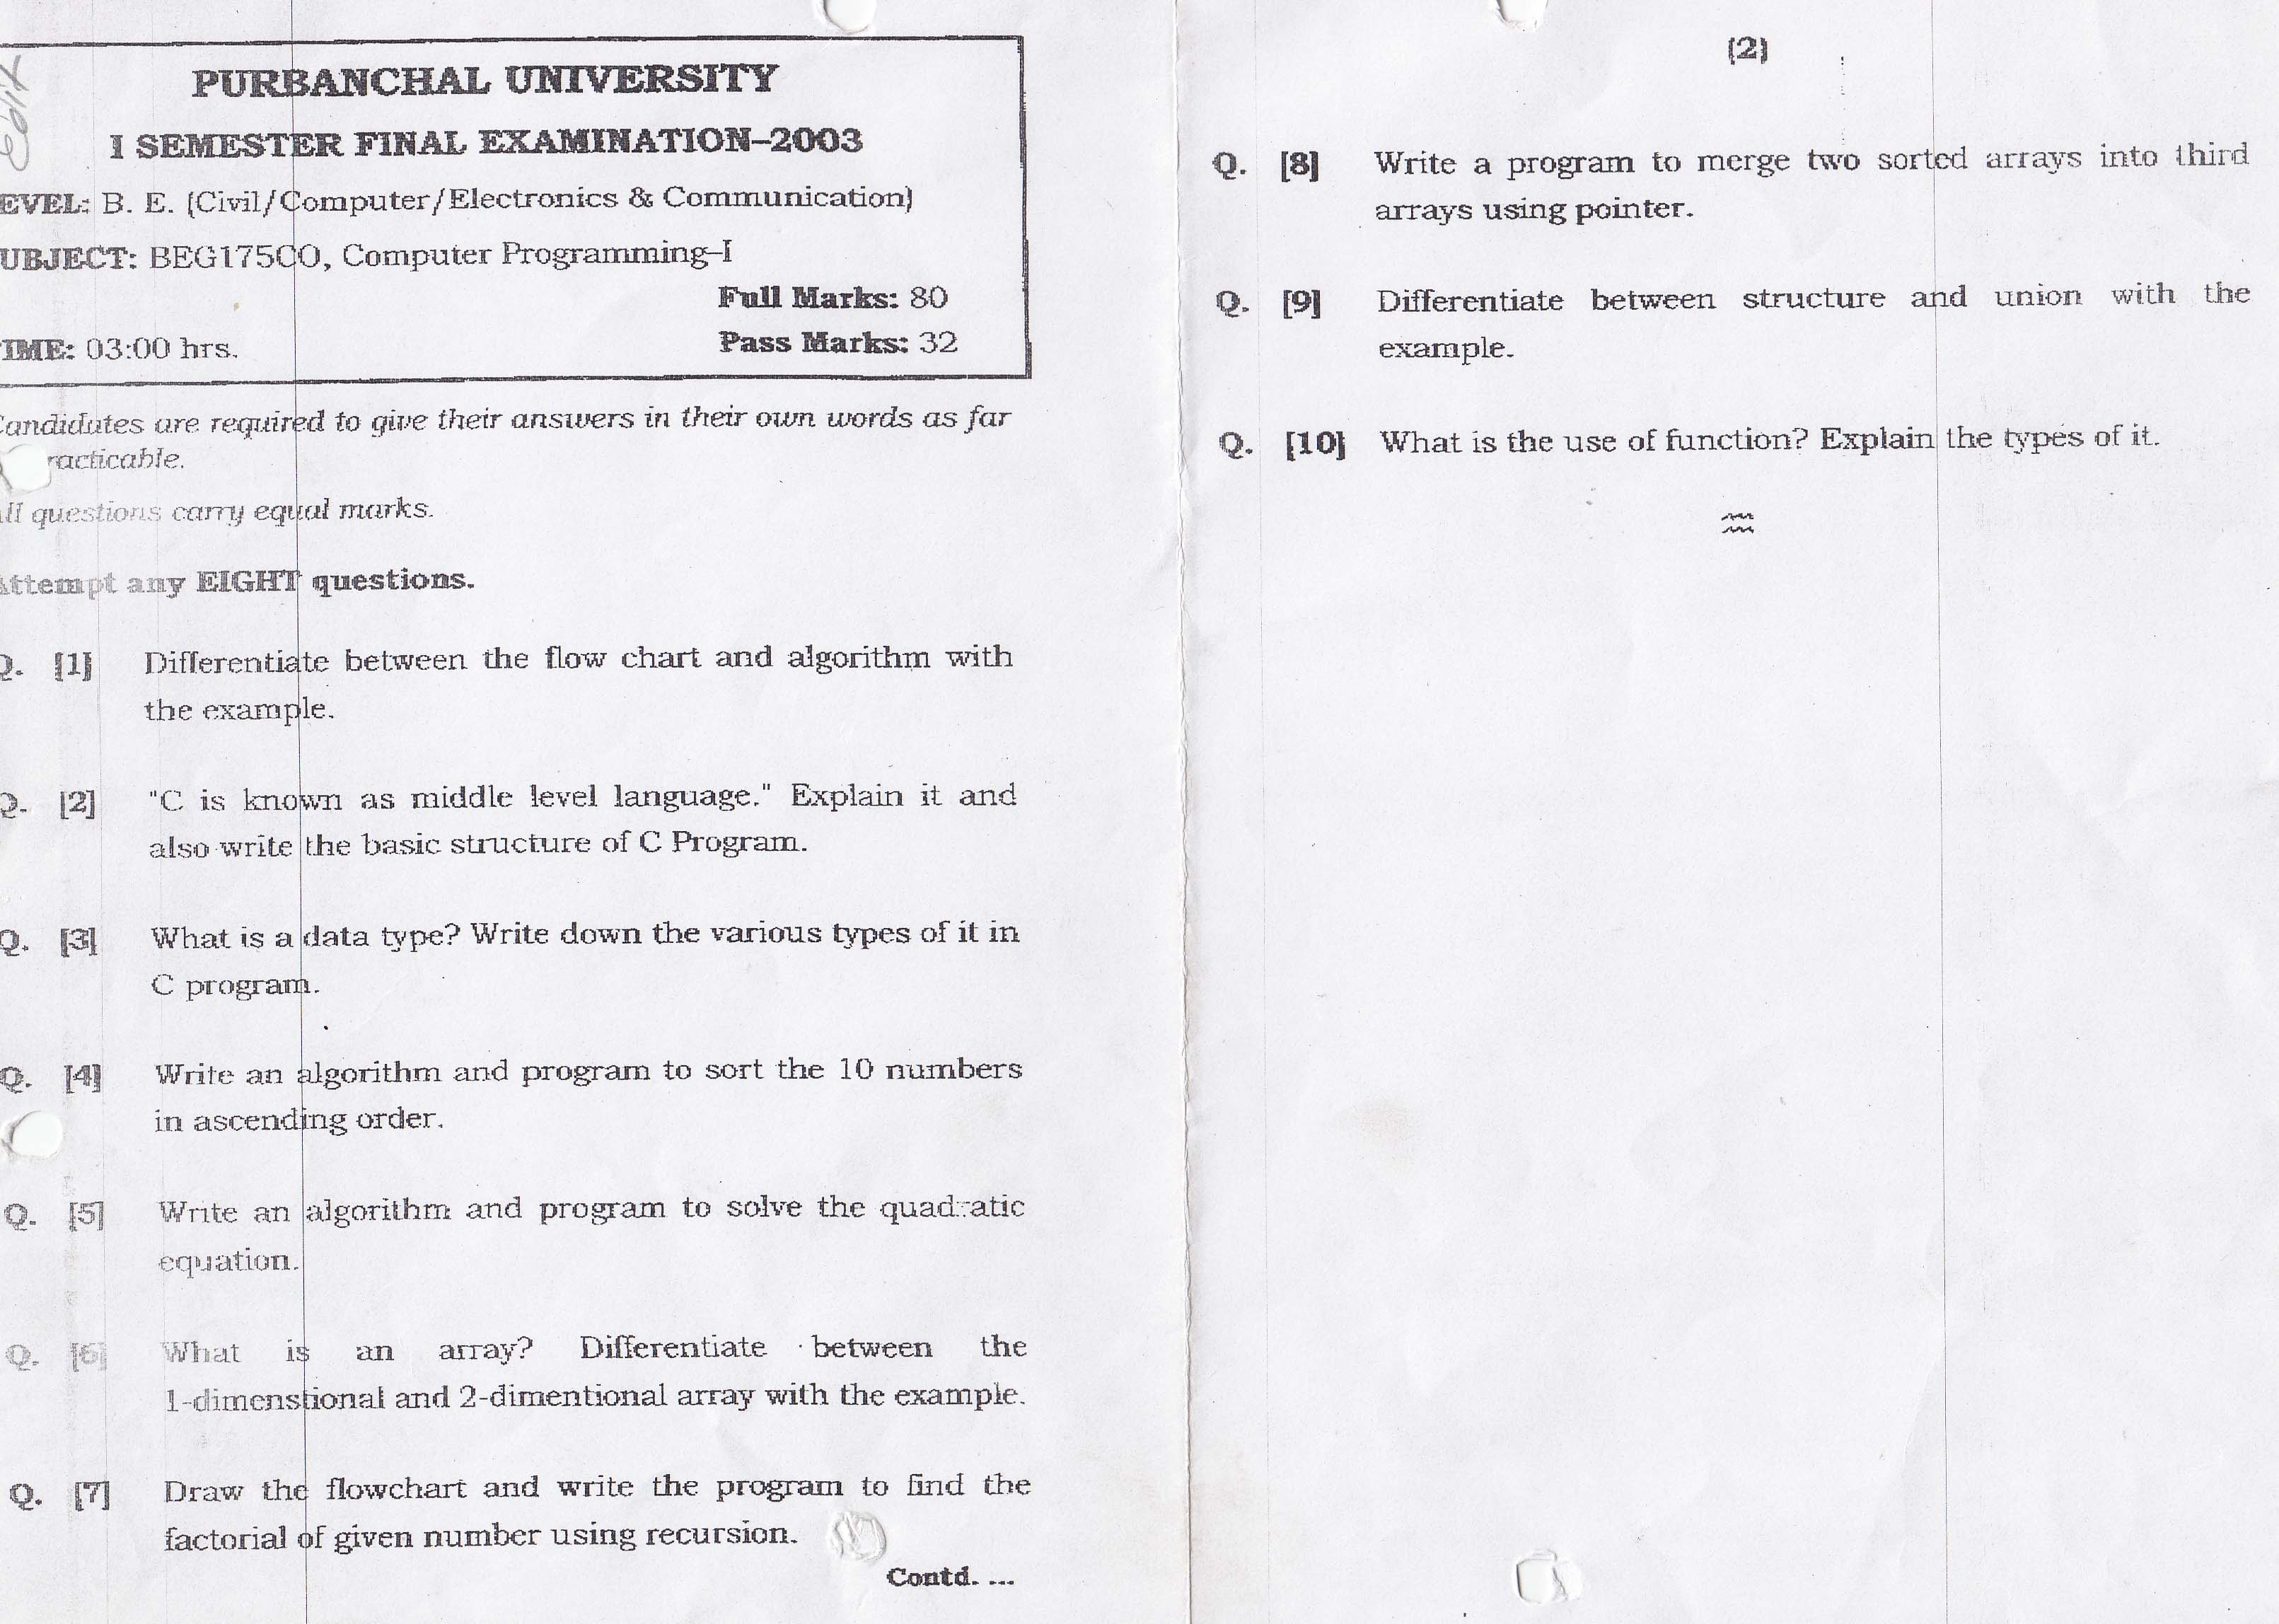 PURBANCHAL UNIVERSITY
I SEMESTER FINAL EXAMINATION–2003
EVEL: B. E. (Civil/Computer/Electronics & Communication)
UBJECT: BEG175CO, Computer Programming–I
Full Marks: 80
IME: 03:00 hrs.
Pass Marks: 32
Candidates are required to give their answers in their own words as far
racticable.
ll questions carry equal marks.
Attempt any EIGHT questions.
Q. [1] Differentiate between the flow chart and algorithm with
the example.
Q. [2] "C is known as middle level language." Explain it and
also write the basic structure of C Program.
Q. [3] What is a data type? Write down the various types of it in
C program.
Q. [4] Write an algorithm and program to sort the 10 numbers
in ascending order.
Q. [5] Write an algorithm and program to solve the quadratic
equation.
Q. [6] What is an array? Differentiate between the
1-dimenstional and 2-dimentional array with the example.
Q. [7] Draw the flowchart and write the program to find the
factorial of given number using recursion.
Contd. ...
(2)
Q. [8] Write a program to merge two sorted arrays into third
arrays using pointer.
Q. [9] Differentiate between structure and union with the
example.
Q. [10] What is the use of function? Explain the types of it.